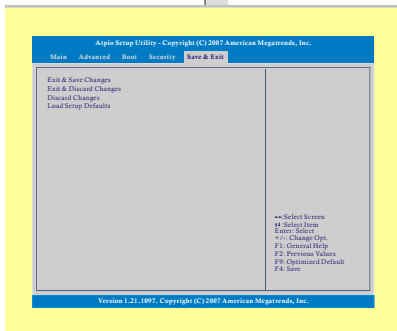 Atpio Setup Utility - Copyright (C) 2007 American Megatrends, Inc.
Main Advanced Boot Security Save & Exit
Exit & Save Changes
Exit & Discard Changes
Discard Changes
Load Setup Defaults
↔:Select Screen
↑↓:Select Item
Enter: Select
+/-: Change Opt.
F1: General Help
F2: Previous Values
F9: Optimized Default
F4: Save
Version 1.21.1097. Copyright (C) 2007 American Megatrends, Inc.